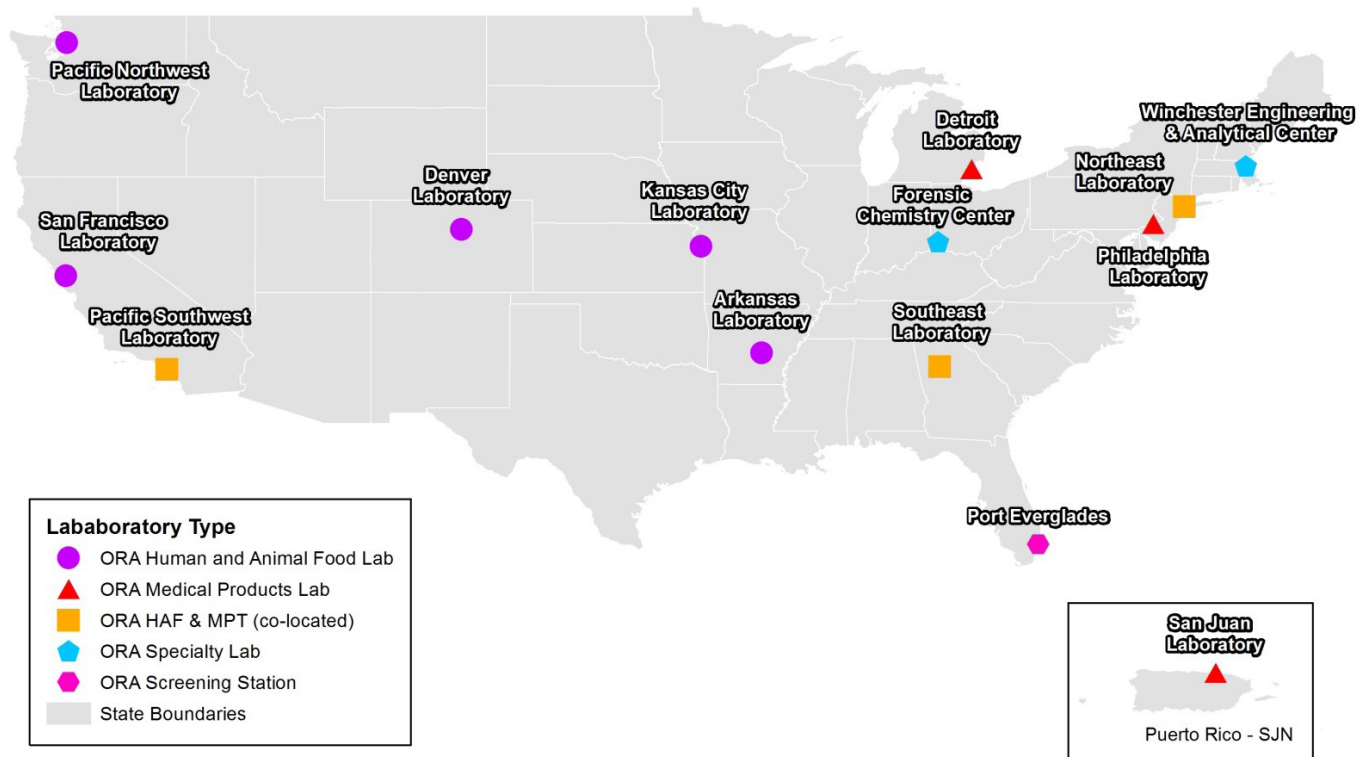 Pacific Northwest
Laboratory
San Francisco
Laboratory
Pacific Southwest
Laboratory
Denver
Laboratory
Kansas City
Laboratory
Arkansas
Laboratory
Detroit
Laboratory
Forensic
Chemistry Center
Southeast
Laboratory
Winchester Engineering
& Analytical Center
Northeast
Laboratory
Philadelphia
Laboratory
Port Everglades
San Juan
Laboratory
Puerto Rico - SJN
Lababoratory Type
ORA Human and Animal Food Lab
ORA Medical Products Lab
ORA HAF & MPT (co-located)
ORA Specialty Lab
ORA Screening Station
State Boundaries